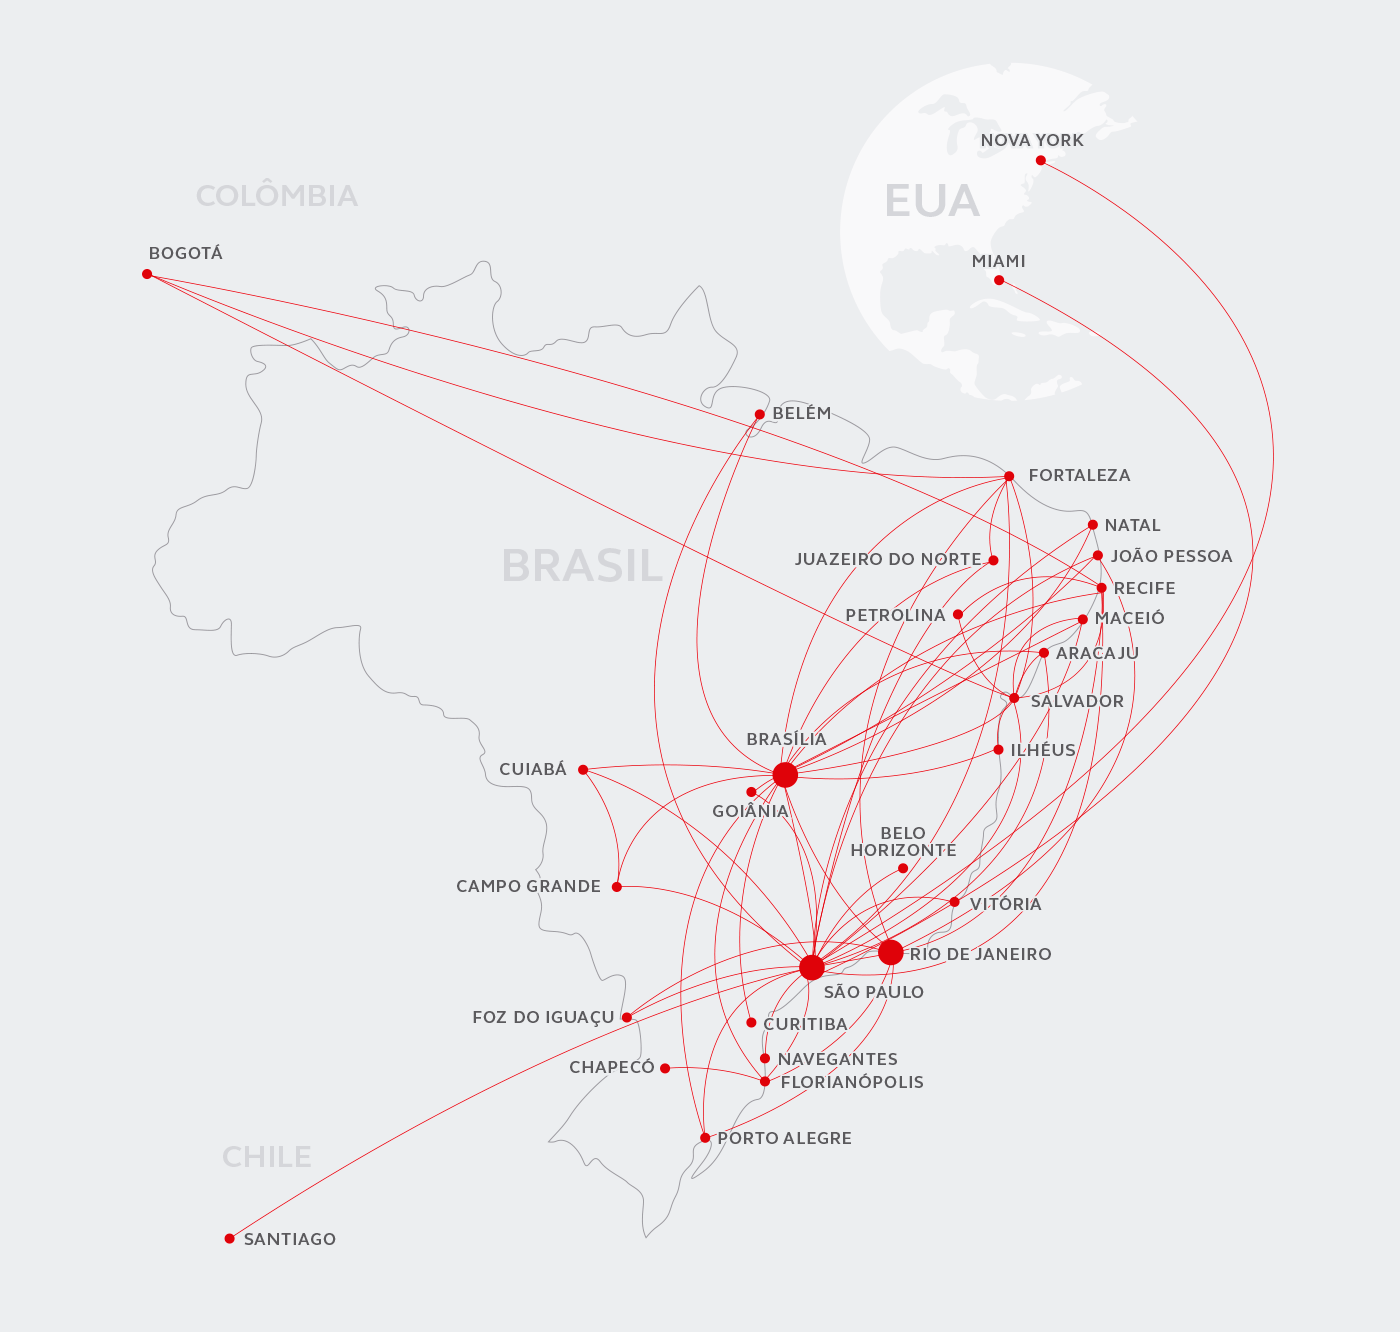 NOVA YORK
COLÔMBIA
EUA
BOGOTÁ
MIAMI
BELÉM
FORTALEZA
NATAL
JOÃO PESSOA
JUAZEIRO DO NORTE
BRASIL
RECIFE
PETROLINA
MACEIÓ
ARACAJU
SALVADOR
BRASÍLIA
ILHÉUS
CUIABÁ
GOIÂNIA
BELO
HORIZONTE
CAMPO GRANDE
VITÓRIA
RIO DE JANEIRO
SÃO PAULO
FOZ DO IGUAÇU
CURITIBA
NAVEGANTES
CHAPECÓ
FLORIANÓPOLIS
PORTO ALEGRE
CHILE
SANTIAGO